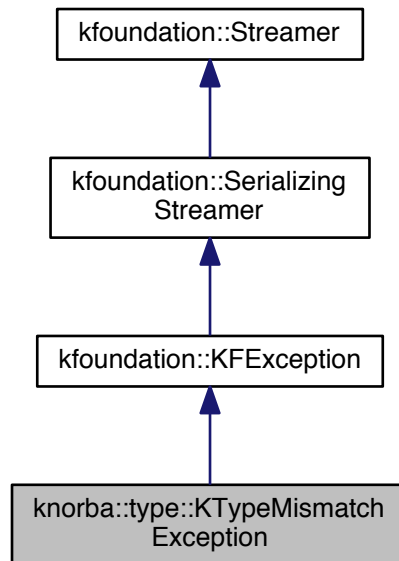 kfoundation::Streamer
kfoundation::Serializing
Streamer
kfoundation::KFException
knorba::type::KTypeMismatch
Exception